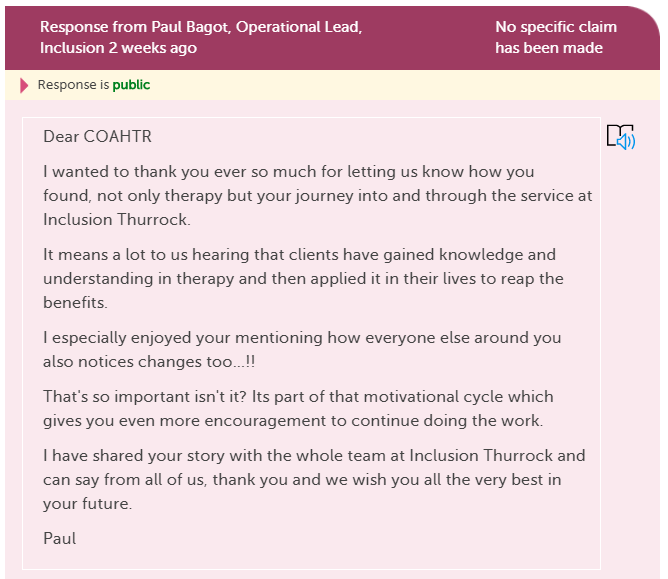 Response from Paul Bagot, Operational Lead,
Inclusion 2 weeks ago
No specific claim
has been made
Response is public
Dear COAHTR
I wanted to thank you ever so much for letting us know how you
found, not only therapy but your journey into and through the service at
Inclusion Thurrock.
It means a lot to us hearing that clients have gained knowledge and
understanding in therapy and then applied it in their lives to reap the
benefits.
I especially enjoyed your mentioning how everyone else around you
also notices changes too...!!
That's so important isn't it? Its part of that motivational cycle which
gives you even more encouragement to continue doing the work.
I have shared your story with the whole team at Inclusion Thurrock and
can say from all of us, thank you and we wish you all the very best in
your future.
Paul